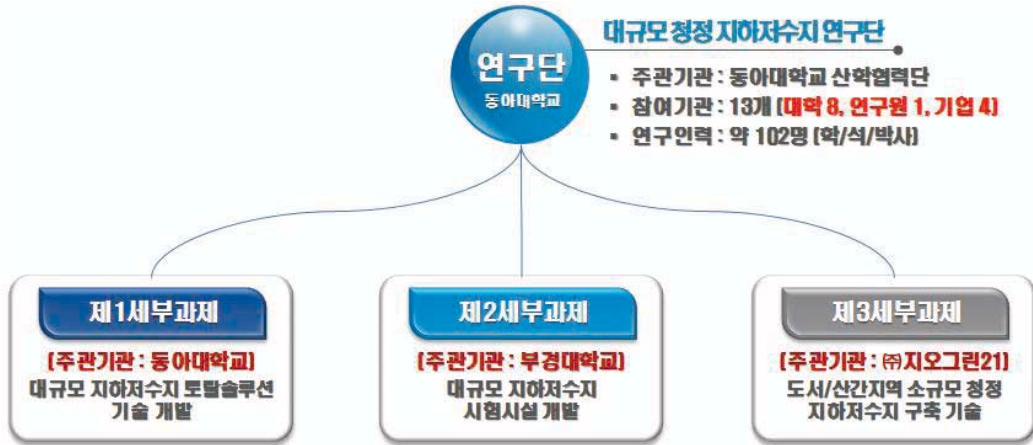 대규모 청정 지하저수지 연구단
연구단
동아대학교
▪ 주관기관 : 동아대학교 산학협력단
▪ 참여기관 : 13개 (대학 8, 연구원 1, 기업 4)
▪ 연구인력 : 약 102명 (학/석/박사)
제1세부과제
(주관기관 : 동아대학교)
대규모 지하저수지 토탈솔루션
기술 개발
제2세부과제
(주관기관 : 부경대학교)
대규모 지하저수지
시험시설 개발
제3세부과제
(주관기관 : ㈜지오그린21)
도서/산간지역 소규모 청정
지하저수지 구축 기술